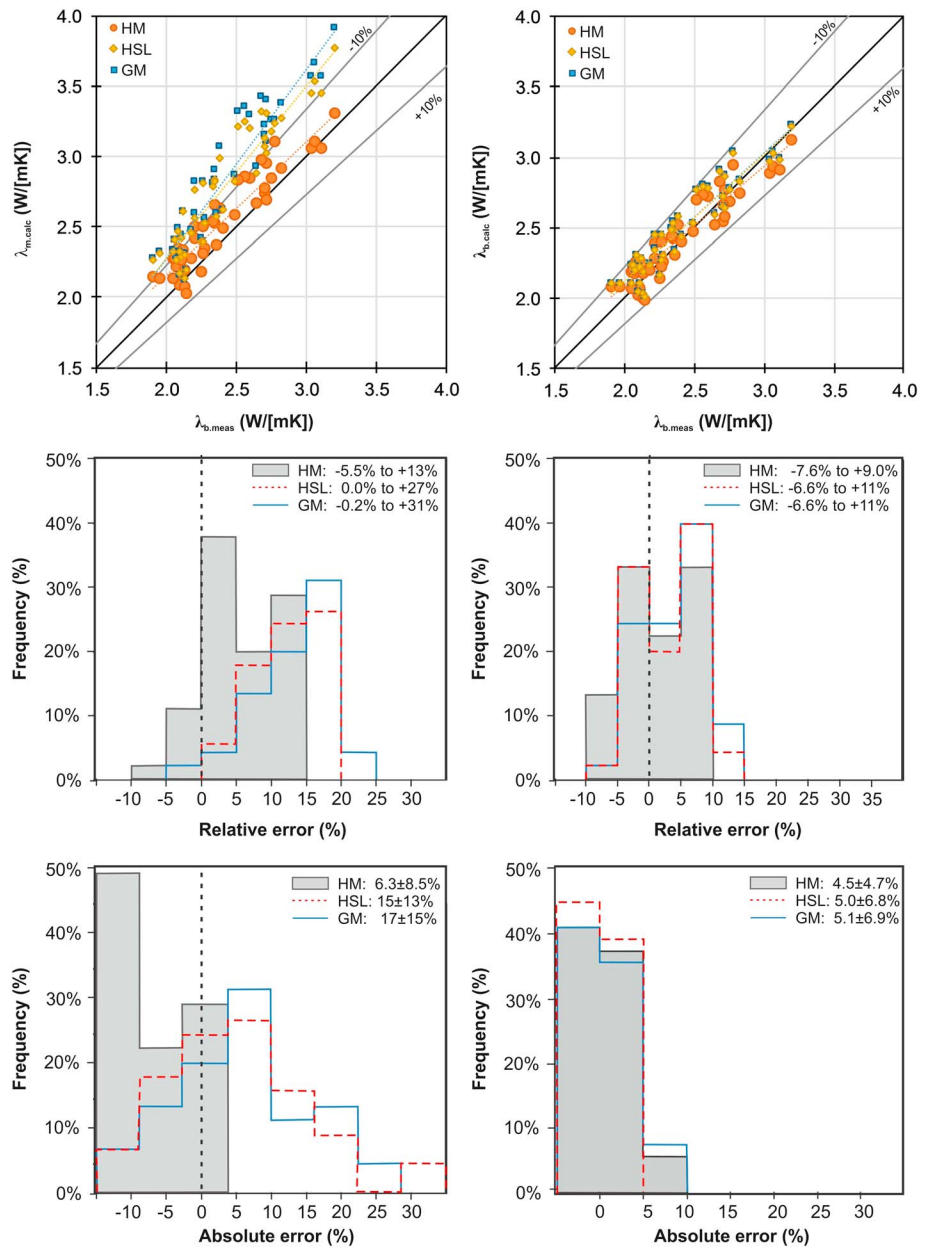 4.0
3.5
3.0
2.5
2.0
1.5
1.5 2.0 2.5 3.0 3.5 4.0
λm.calc (W/[mK])
λb.meas (W/[mK])
HM
HSL
GM
-10%
+10%
4.0
3.5
3.0
2.5
2.0
1.5
1.5 2.0 2.5 3.0 3.5 4.0
λb.calc (W/[mK])
λb.meas (W/[mK])
HM
HSL
GM
-10%
+10%
50%
40%
30%
20%
10%
0%
-10 -5 0 5 10 15 20 25 30
Frequency (%)
Relative error (%)
HM: -5.5% to +13%
HSL: 0.0% to +27%
GM: -0.2% to +31%
50%
40%
30%
20%
10%
0%
-10 -5 0 5 10 15 20 25 30 35
Frequency (%)
Relative error (%)
HM: -7.6% to +9.0%
HSL: -6.6% to +11%
GM: -6.6% to +11%
50%
40%
30%
20%
10%
0%
-10 -5 0 5 10 15 20 25 30
Frequency (%)
Absolute error (%)
HM: 6.3±8.5%
HSL: 15±13%
GM: 17±15%
50%
40%
30%
20%
10%
0%
0 5 10 15 20 25 30
Frequency (%)
Absolute error (%)
HM: 4.5±4.7%
HSL: 5.0±6.8%
GM: 5.1±6.9%